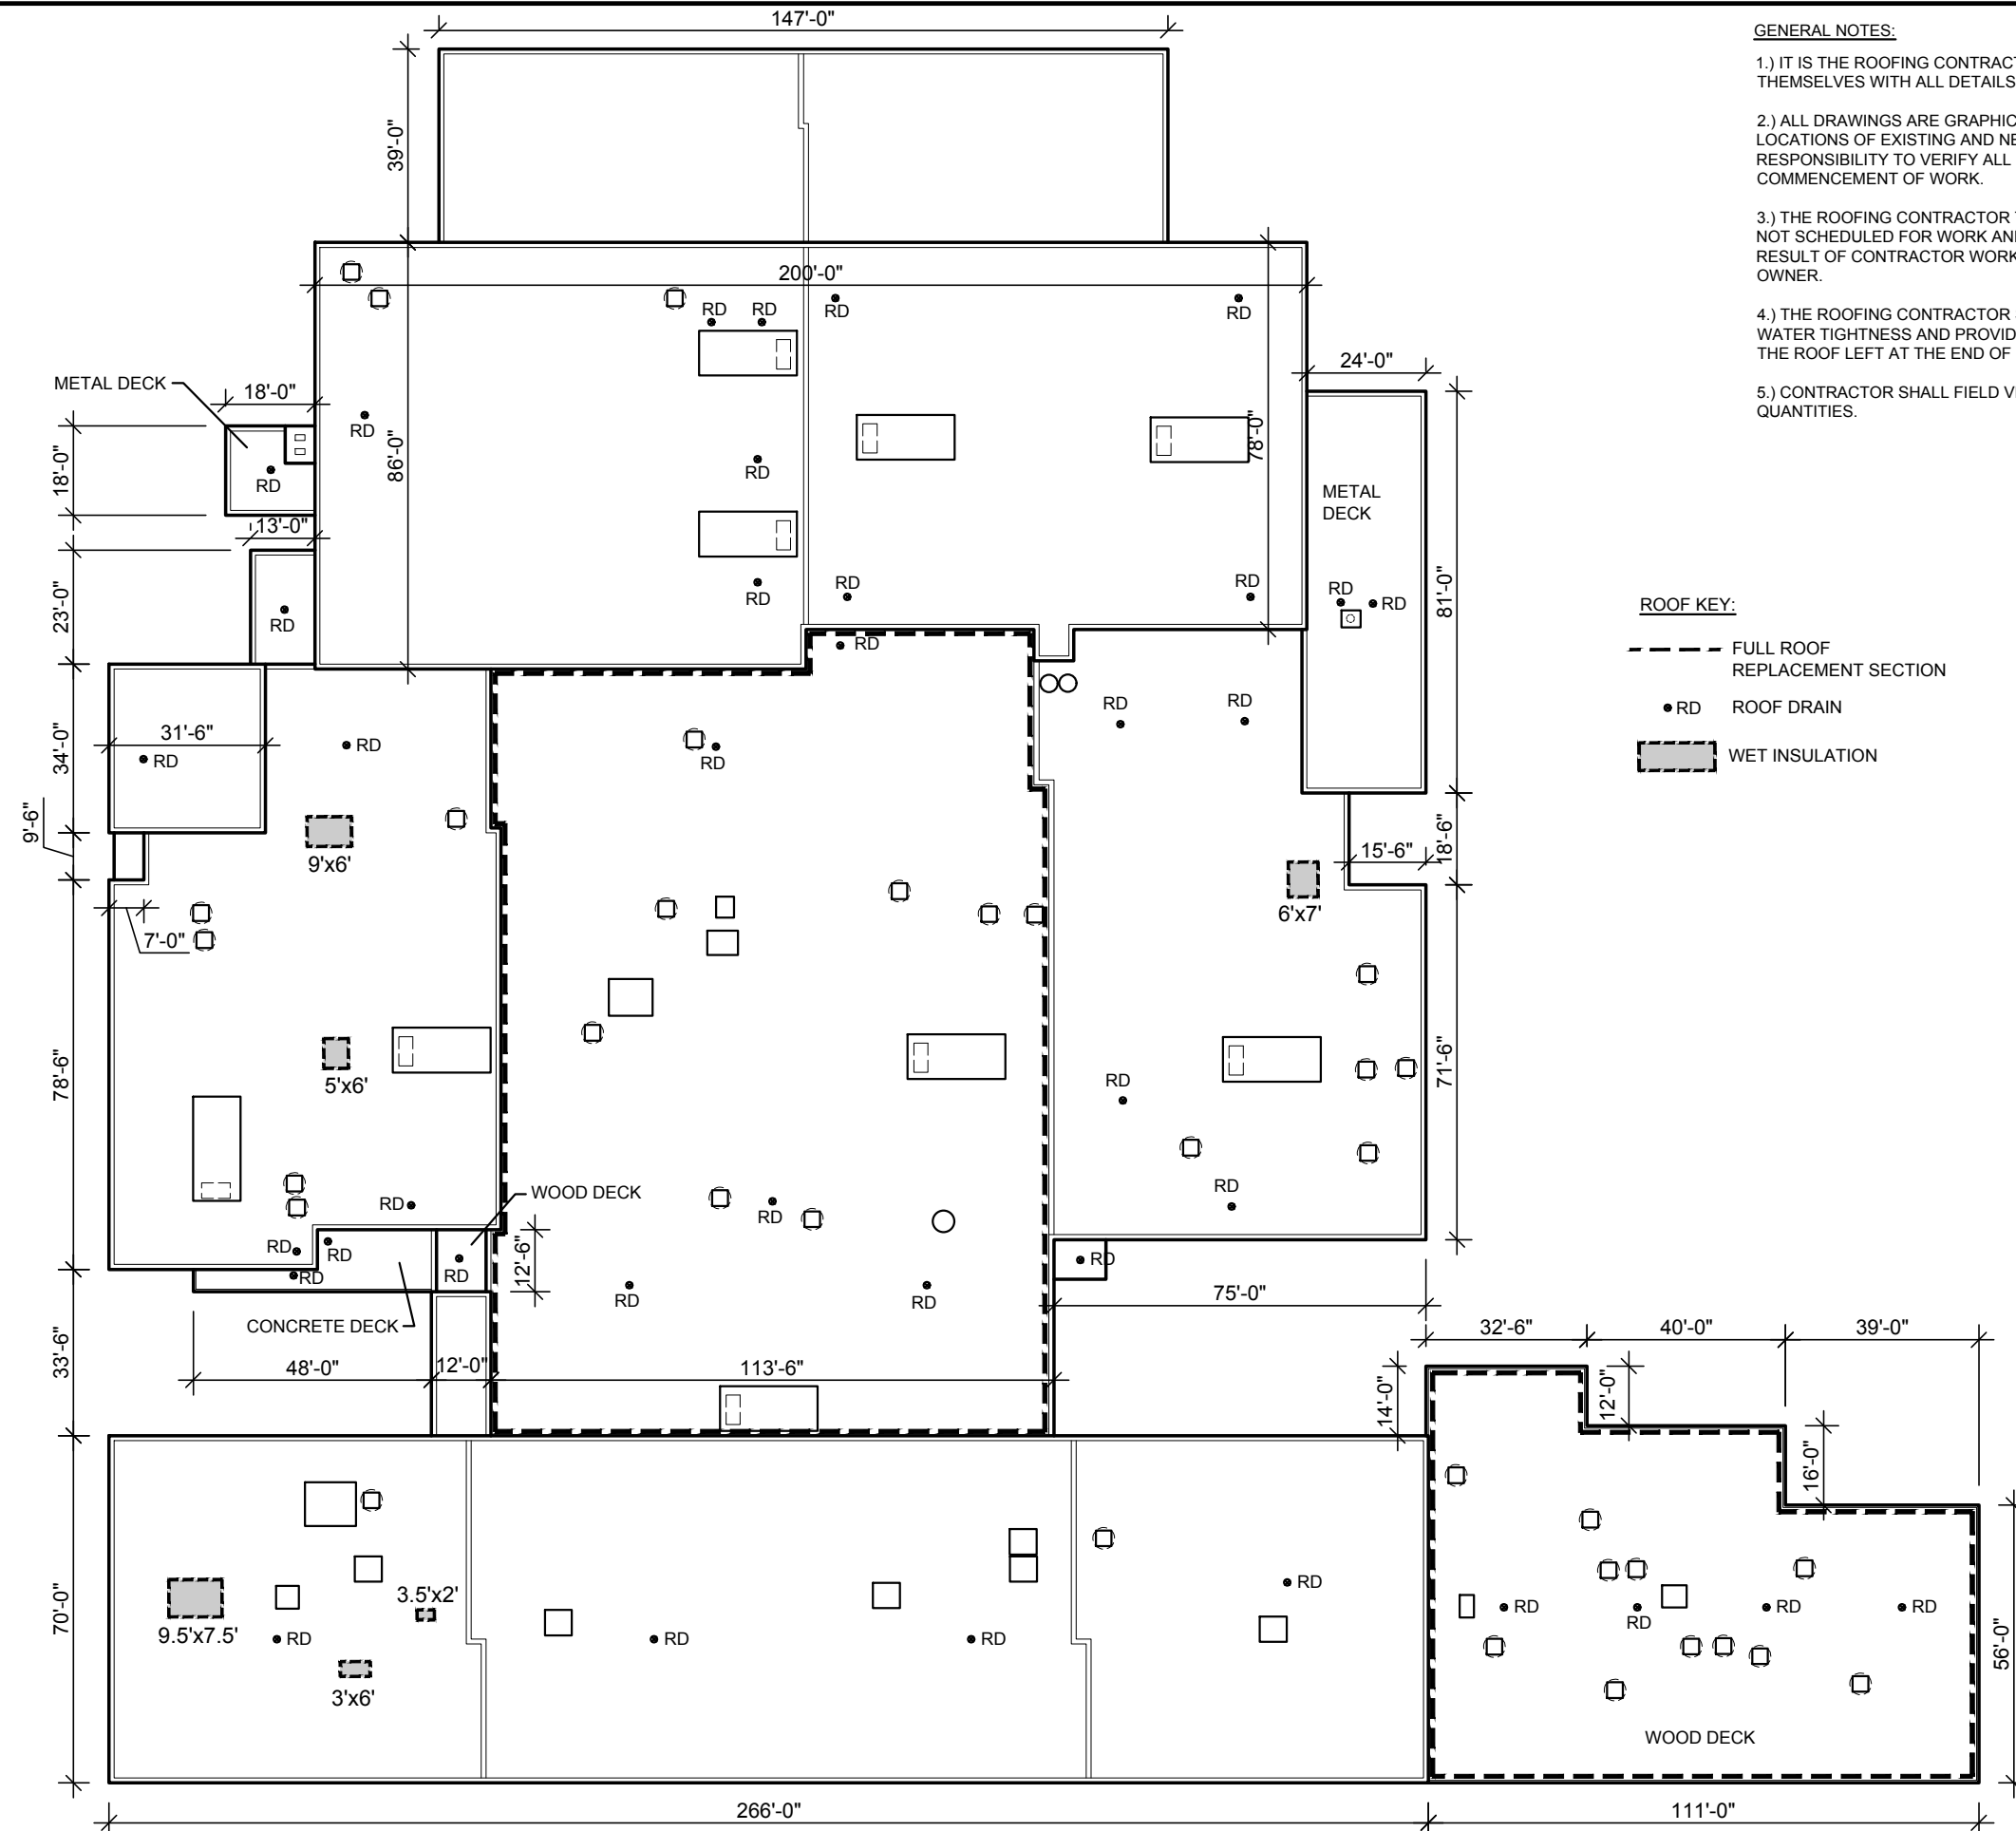 147'-0"
GENERAL NOTES:
1.) IT IS THE ROOFING
THEMSELVES WITH ALL DETAILS
2.) ALL DRAWINGS ARE GRAPHIC
LOCATIONS OF EXISTING AND
RESPONSIBILITY TO VERIFY ALL
COMMENCEMENT OF WORK.
3.) THE ROOFING CONTRACTOR
NOT SCHEDULED FOR WORK
RESULT OF CONTRACTOR WORK
OWNER.
4.) THE ROOFING CONTRACTOR
WATER TIGHTNESS AND
THE ROOF LEFT AT THE END OF
5.) CONTRACTOR SHALL FIELD
QUANTITIES.
39'-0"
200'-0"
RD
RD
RD
RD
24'-0"
METAL DECK
18'-0"
RD
86'-0"
78'-0"
18'-0"
RD
RD
METAL
DECK
13'-0"
23'-0"
RD
RD
RD
RD
RD
RD
81'-0"
ROOF KEY:
FULL ROOF
REPLACEMENT SECTION
RD ROOF DRAIN
WET INSULATION
RD
RD
RD
34'-0"
31'-6"
RD
RD
RD
9'-6"
9'x6'
15'-6"
18'-6"
6'x7'
7'-0"
78'-6"
5'x6'
71'-6"
RD
WOOD DECK
RD
RD
RD
RD
RD
RD
RD
12'-6"
RD
RD
RD
CONCRETE DECK
75'-0"
33'-6"
48'-0"
12'-0"
113'-6"
32'-6"
40'-0"
39'-0"
14'-0"
12'-0"
16'-0"
70'-0"
9.5'x7.5'
3.5'x2'
RD
3'x6'
RD
RD
RD
RD
RD
RD
RD
56'-0"
WOOD DECK
266'-0"
111'-0"